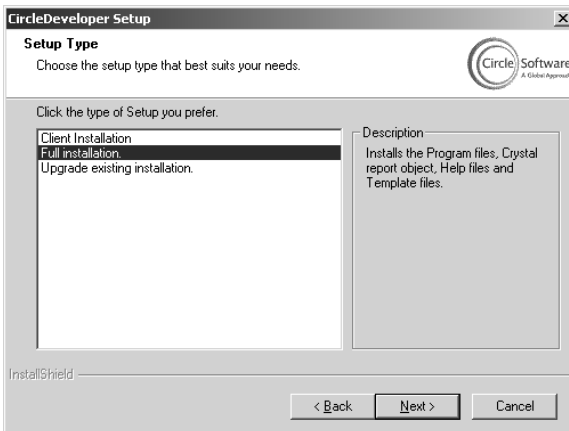 CircleDeveloper Setup
Setup Type
Choose the setup type that best suits your needs.
Circle Software
A Global Approach
Click the type of Setup you prefer.
Client Installation
Full installation.
Upgrade existing installation.
Description
Installs the Program files, Crystal
report object, Help files and
Template files.
InstallShield
< Back
Next >
Cancel